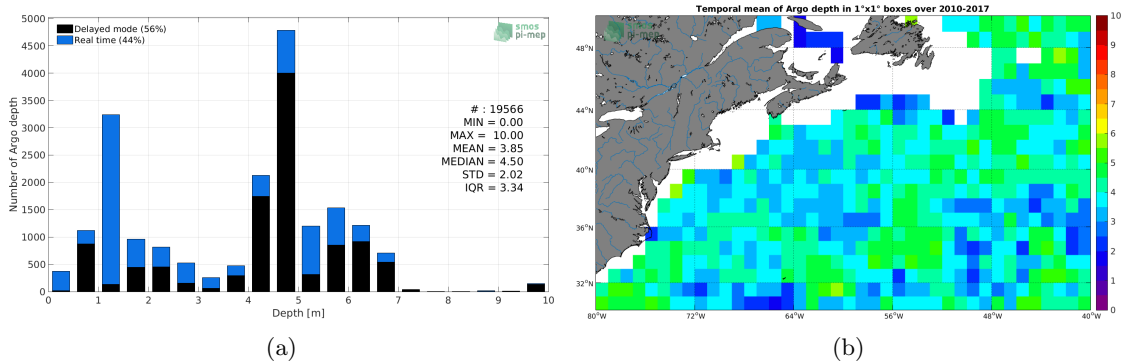 Delayed mode (56%)
Real time (44%)
smos
pi-mep
# : 19566
MIN = 0.00
MAX = 10.00
MEAN = 3.85
MEDIAN = 4.50
STD = 2.02
IQR = 3.34
Number of Argo depth
5000
4500
4000
3500
3000
2500
2000
1500
1000
500
0
0 1 2 3 4 5 6 7 8 9 10
Depth [m]
(a)
Temporal mean of Argo depth in 1°x1° boxes over 2010-2017
smos
pi-mep
48°N
44°N
40°N
36°N
32°N
80°W 72°W 64°W 56°W 48°W 40°W
10
9
8
7
6
5
4
3
2
1
0
(b)